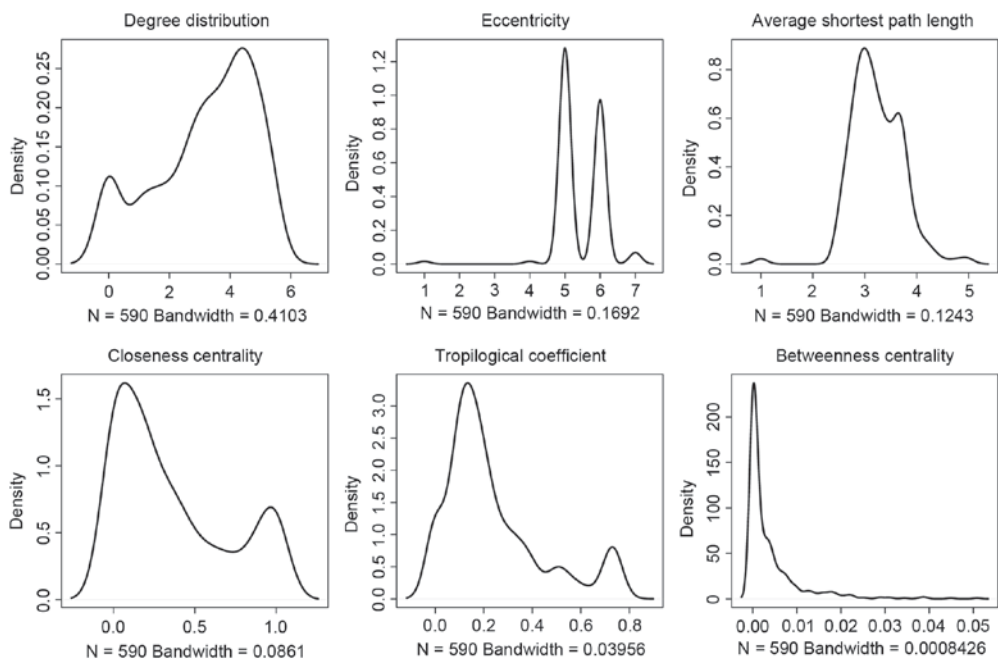 Degree distribution
Density
0.00 0.05 0.10 0.15 0.20 0.25
0 2 4 6
N = 590 Bandwidth = 0.4103
Eccentricity
Density
0.0 0.2 0.4 0.6 0.8 1.0 1.2
1 2 3 4 5 6 7
N = 590 Bandwidth = 0.1692
Average shortest path length
Density
0.0 0.2 0.4 0.6 0.8
1 2 3 4 5
N = 590 Bandwidth = 0.1243
Closeness centrality
Density
0.0 0.5 1.0 1.5
0.0 0.5 1.0
N = 590 Bandwidth = 0.0861
Tropilogical coefficient
Density
0.0 0.5 1.0 1.5 2.0 2.5 3.0
0.0 0.2 0.4 0.6 0.8
N = 590 Bandwidth = 0.03956
Betweenness centrality
Density
0 50 100 150 200
0.00 0.01 0.02 0.03 0.04 0.05
N = 590 Bandwidth = 0.0008426